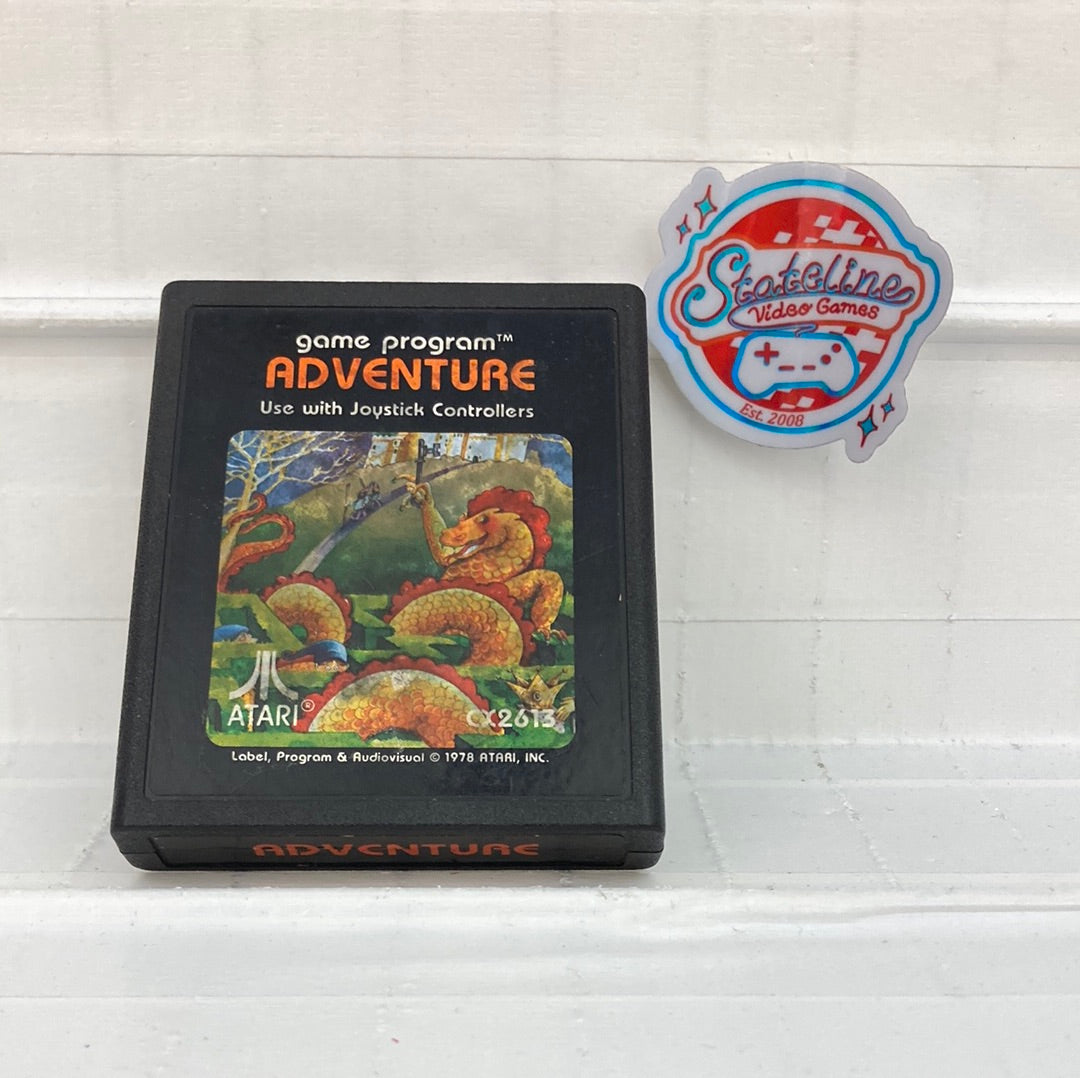 game program™
ADVENTURE
Use with Joystick Controllers
ATARI®
CX2613
Label, Program & Audiovisual © 1978 ATARI, INC.
ADVENTURE
Stateline
Video Games
Est. 2008